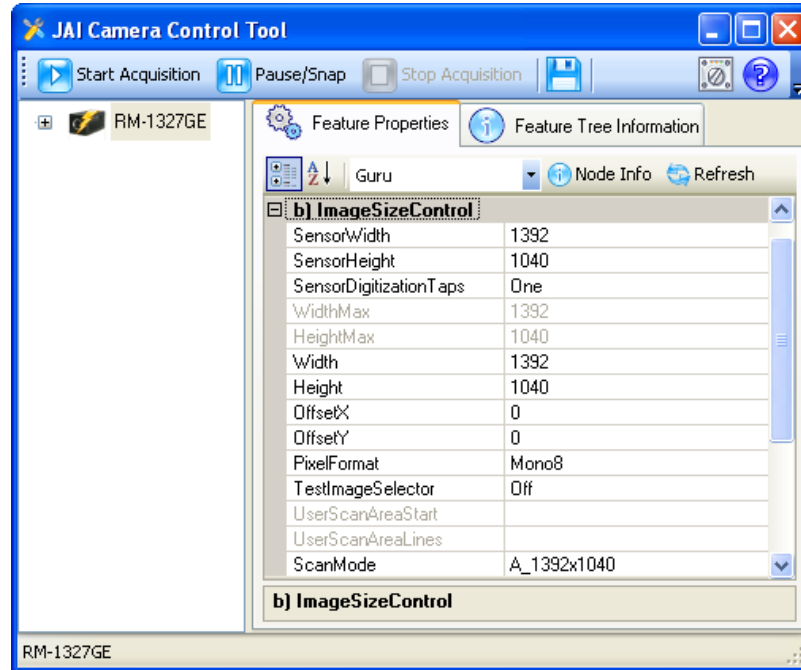 JAI Camera Control Tool
Start Acquisition Pause/Snap Stop Acquisition
RM-1327GE
Feature Properties Feature Tree Information
Guru Node Info Refresh
b) ImageSizeControl
SensorWidth 1392
SensorHeight 1040
SensorDigitizationTaps One
WidthMax 1392
HeightMax 1040
Width 1392
Height 1040
OffsetX 0
OffsetY 0
PixelFormat Mono8
TestImageSelector Off
UserScanAreaStart
UserScanAreaLines
ScanMode A_1392x1040
b) ImageSizeControl
RM-1327GE